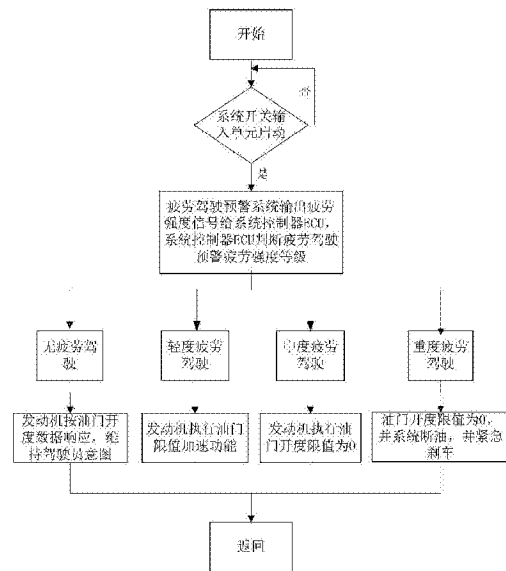 开始
否
系统开关输
入单元启动
是
疲劳驾驶预警系统输出疲劳
强度信号给系统控制器ECU,
系统控制器ECU判断疲劳驾驶
预警疲劳强度等级
无疲劳驾
驶
轻度疲劳
驾驶
中度疲劳
驾驶
重度疲劳
驾驶
发动机按油门开
度数据响应，维
持驾驶员意图
发动机执行油门
限值加速功能
发动机执行油
门开度限值为0
油门开度限值为0，
并系统断油，并紧急
刹车
返回